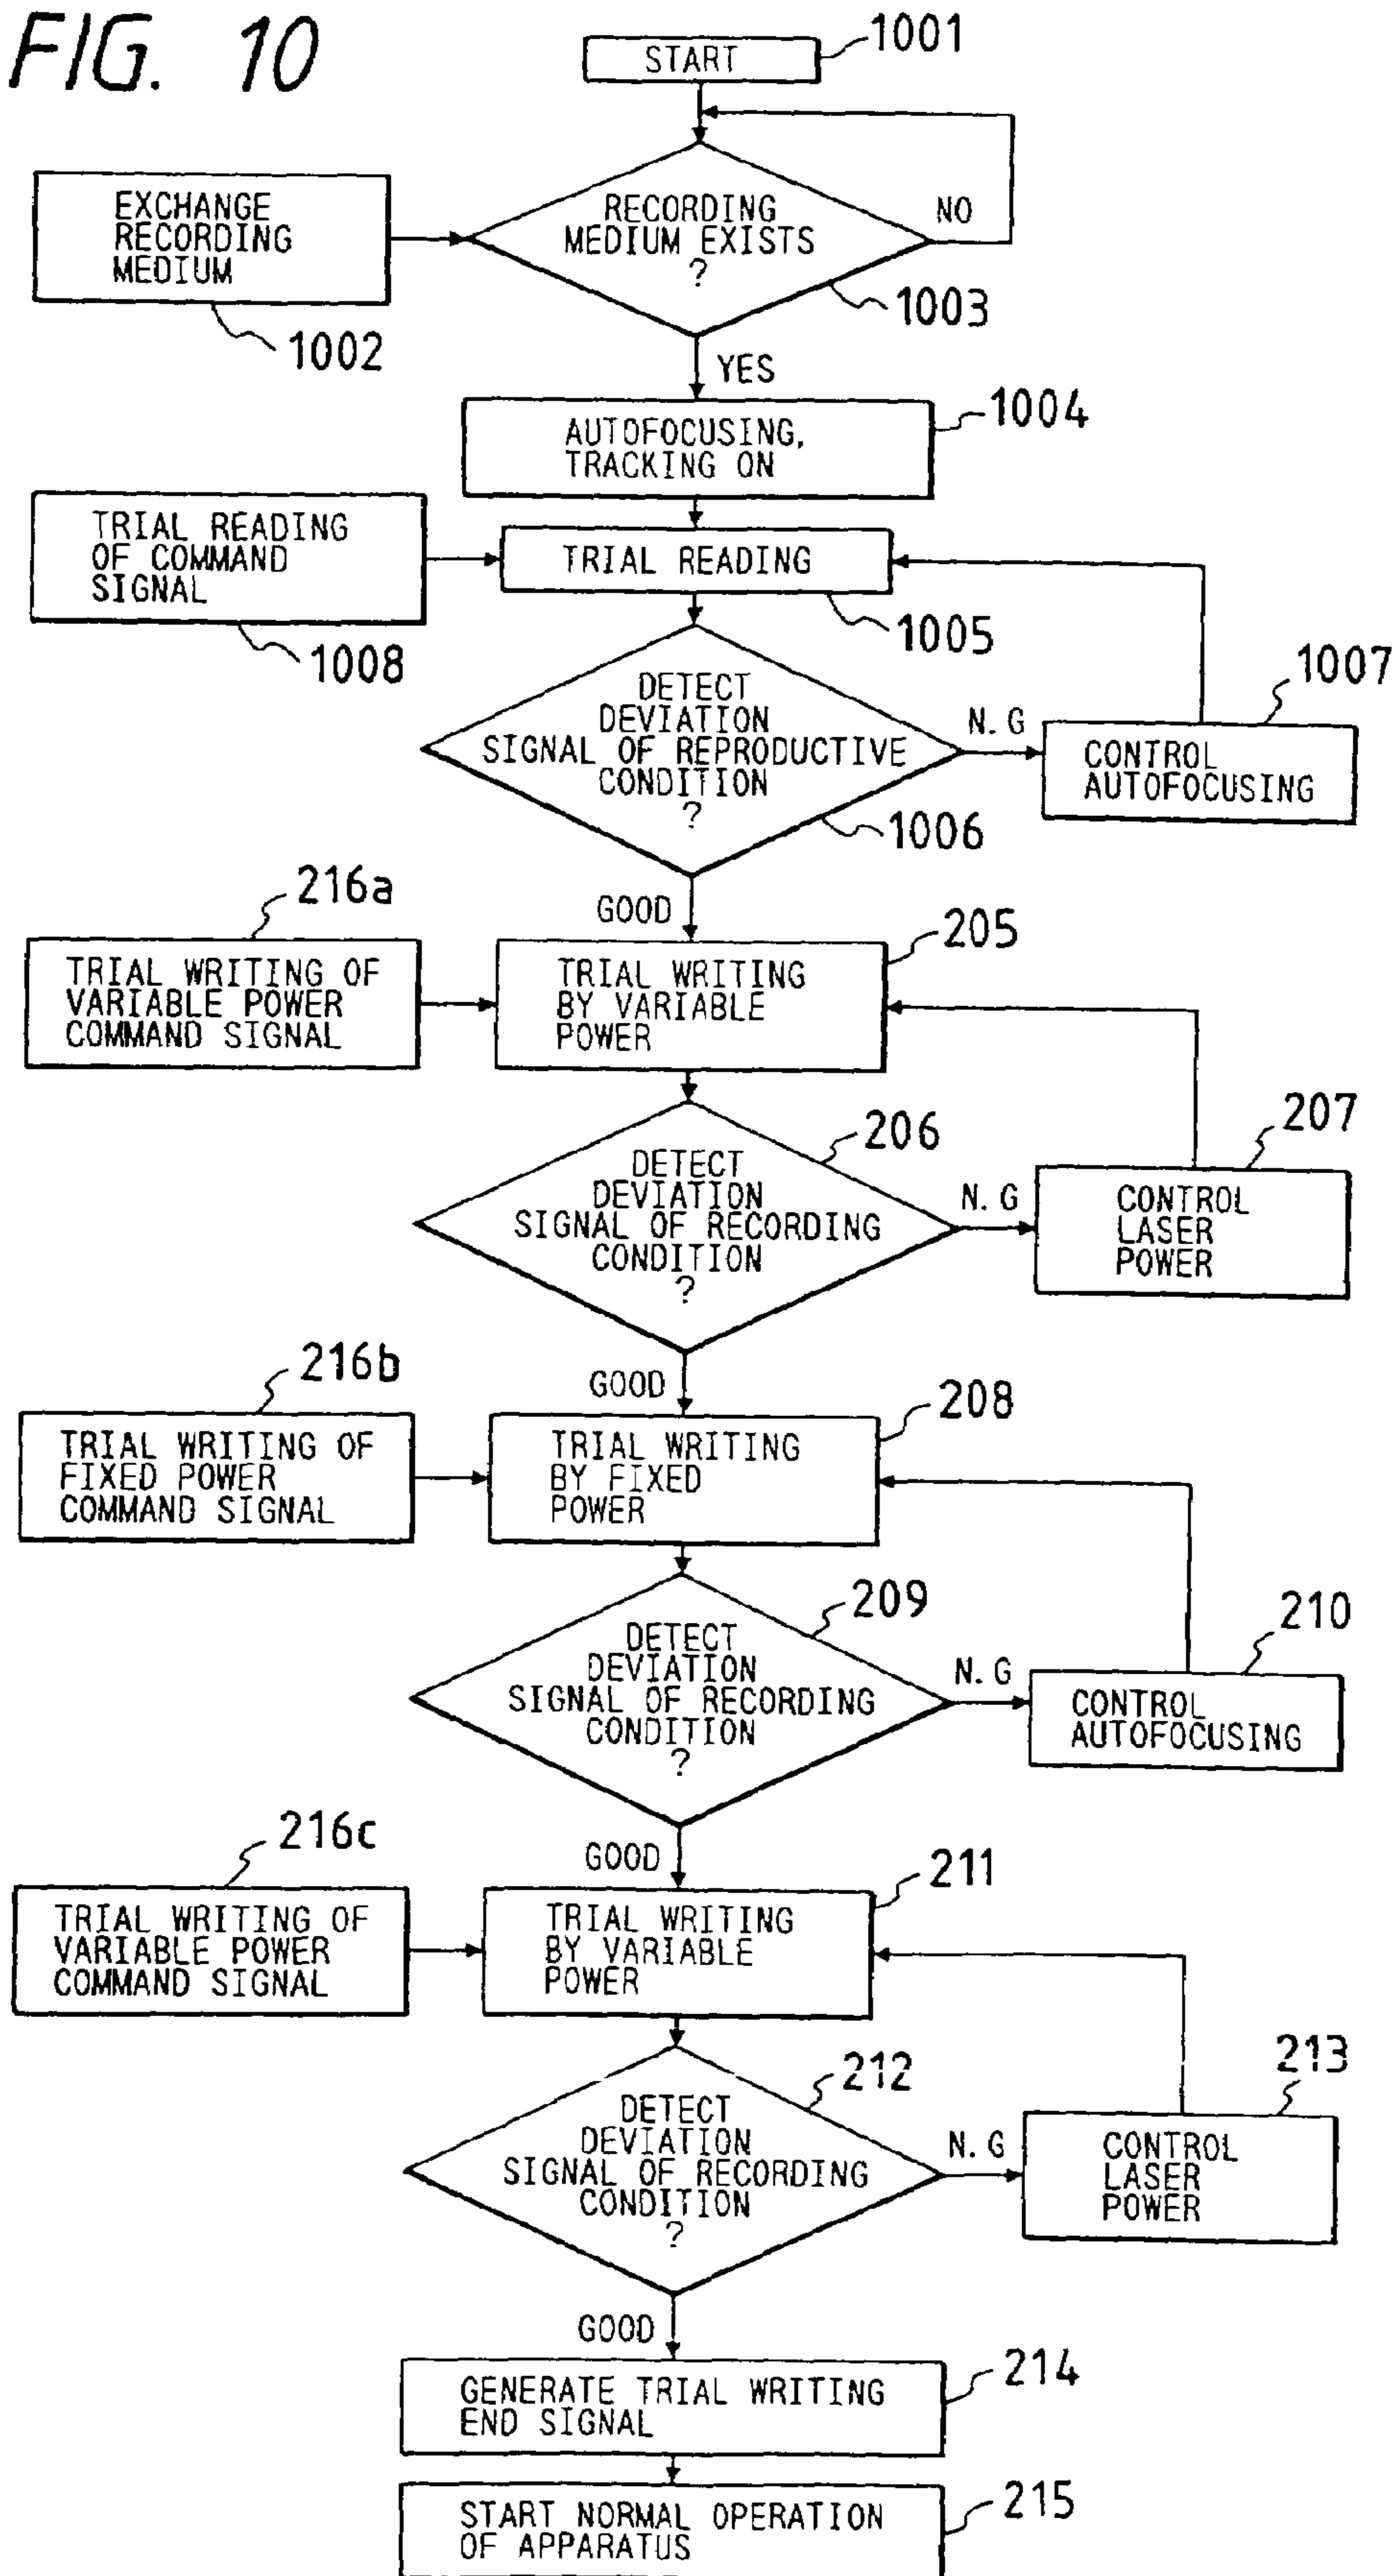 FIG. 10
START
1001
EXCHANGE
RECORDING
MEDIUM
1002
RECORDING
MEDIUM EXISTS
?
NO
1003
YES
AUTOFOCUSING,
TRACKING ON
1004
TRIAL READING
OF COMMAND
SIGNAL
1008
TRIAL READING
1005
DETECT
DEVIATION
SIGNAL OF REPRODUCTIVE
CONDITION
?
1006
N.G
1007
CONTROL
AUTOFOCUSING
GOOD
216a
TRIAL WRITING OF
VARIABLE POWER
COMMAND SIGNAL
TRIAL WRITING
BY VARIABLE
POWER
205
DETECT
DEVIATION
SIGNAL OF RECORDING
CONDITION
?
206
N.G
207
CONTROL
LASER
POWER
GOOD
216b
TRIAL WRITING OF
FIXED POWER
COMMAND SIGNAL
TRIAL WRITING
BY FIXED
POWER
208
DETECT
DEVIATION
SIGNAL OF RECORDING
CONDITION
?
209
N.G
210
CONTROL
AUTOFOCUSING
GOOD
216c
TRIAL WRITING OF
VARIABLE POWER
COMMAND SIGNAL
TRIAL WRITING
BY VARIABLE
POWER
211
DETECT
DEVIATION
SIGNAL OF RECORDING
CONDITION
?
212
N.G
213
CONTROL
LASER
POWER
GOOD
GENERATE TRIAL WRITING
END SIGNAL
214
START NORMAL OPERATION
OF APPARATUS
215